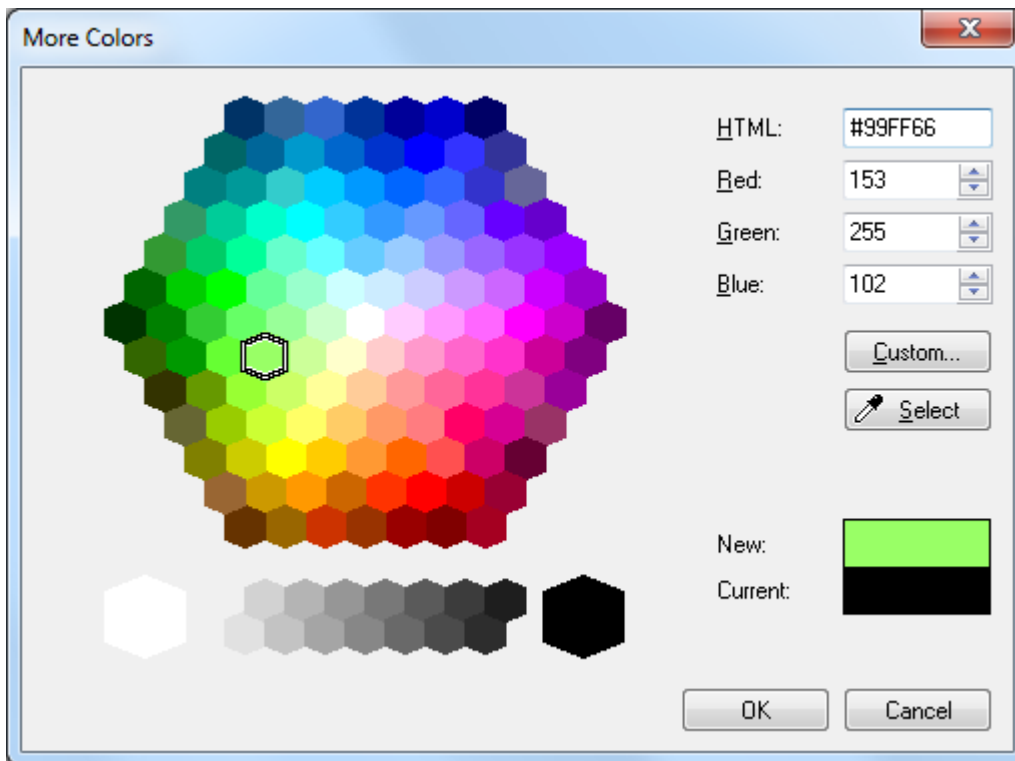 More Colors
HTML: #99FF66
Red: 153
Green: 255
Blue: 102
Custom...
Select
New:
Current:
OK Cancel